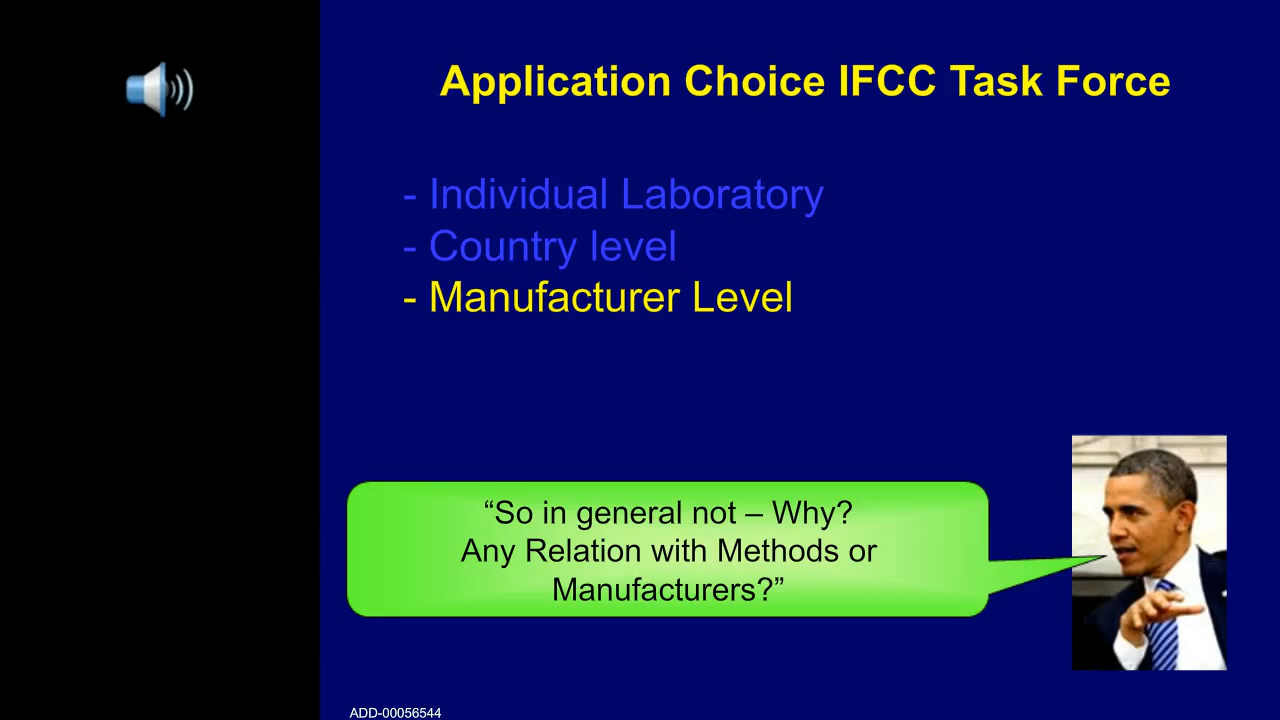 Application Choice IFCC Task Force
- Individual Laboratory
- Country level
- Manufacturer Level
“So in general not – Why?
Any Relation with Methods or
Manufacturers?”
ADD-00056544